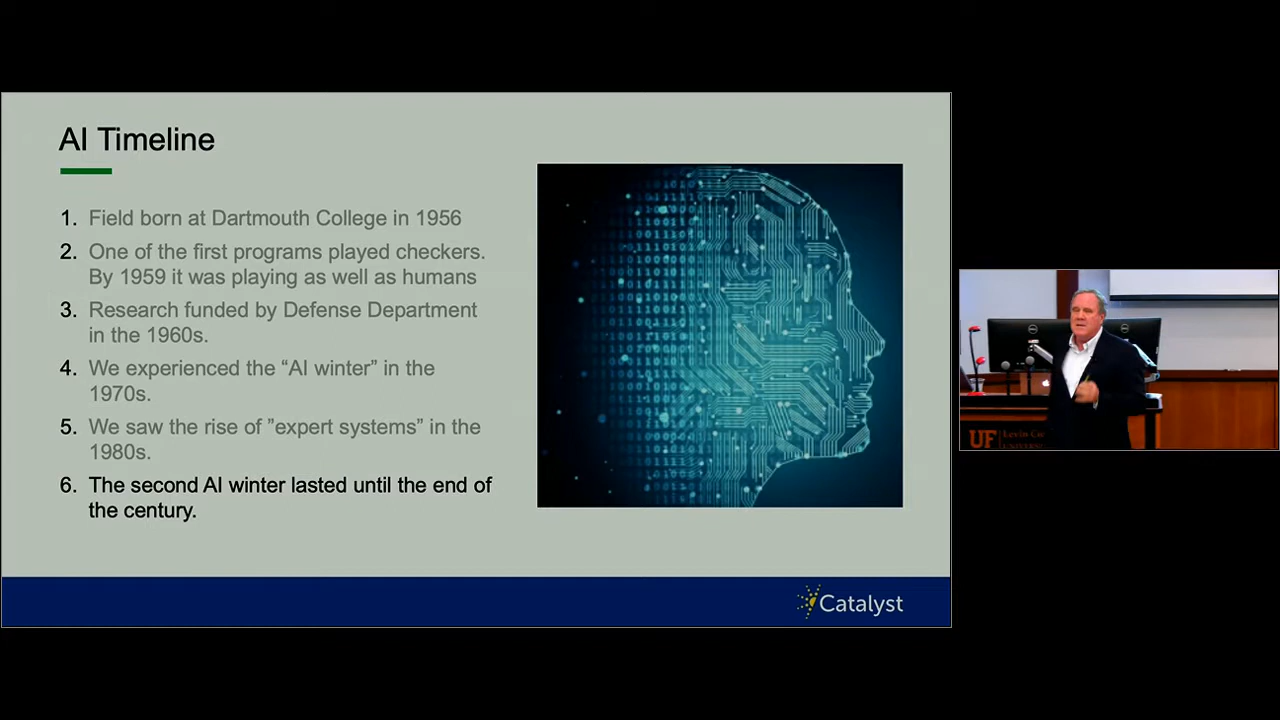 AI Timeline
1. Field born at Dartmouth College in 1956
2. One of the first programs played checkers.
By 1959 it was playing as well as humans
3. Research funded by Defense Department
in the 1960s.
4. We experienced the “AI winter” in the
1970s.
5. We saw the rise of ”expert systems” in the
1980s.
6. The second AI winter lasted until the end of
the century.
Catalyst
UF Levin